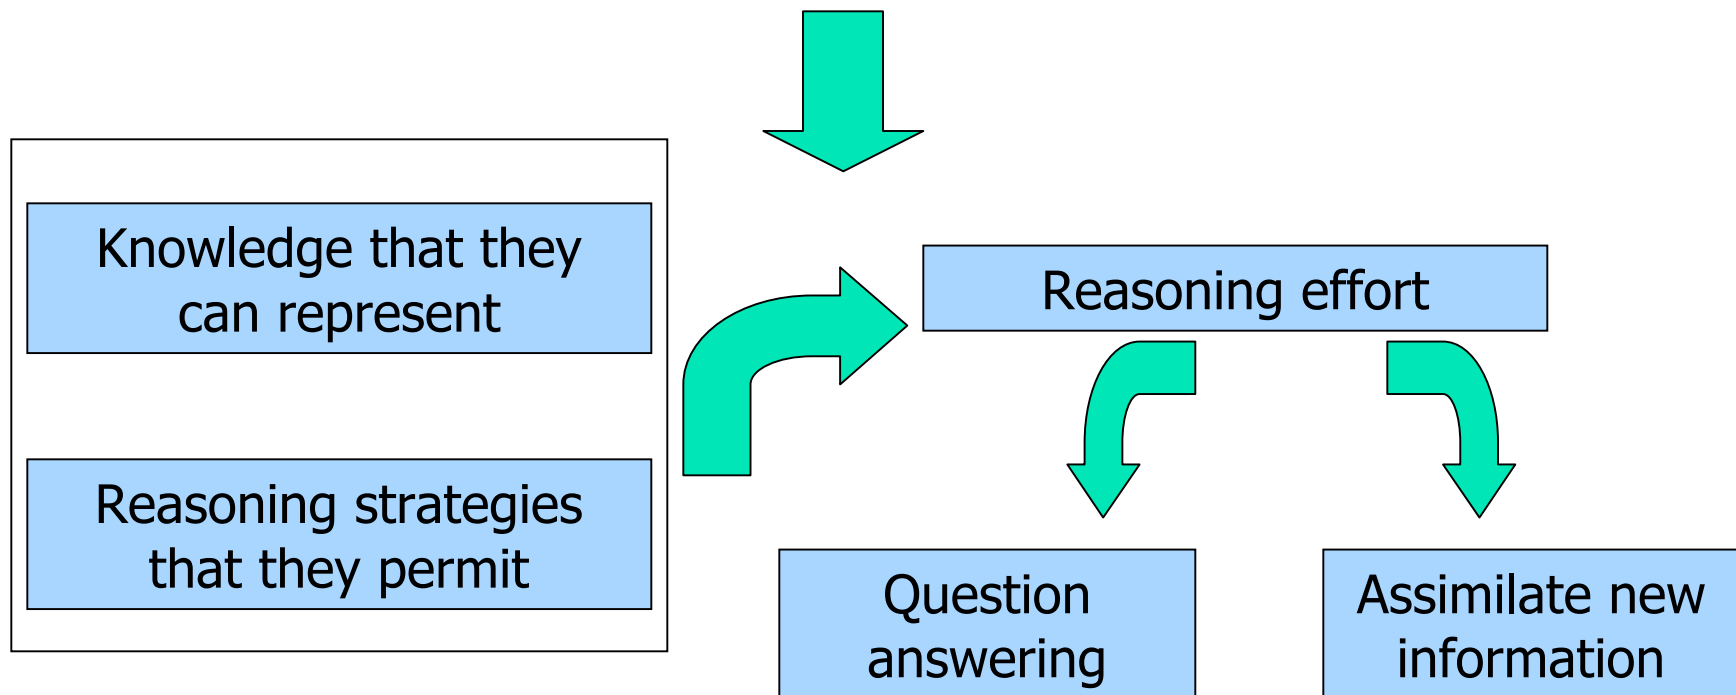 Knowledge that they
can represent
Reasoning strategies
that they permit
Reasoning effort
Question
answering
Assimilate new
information